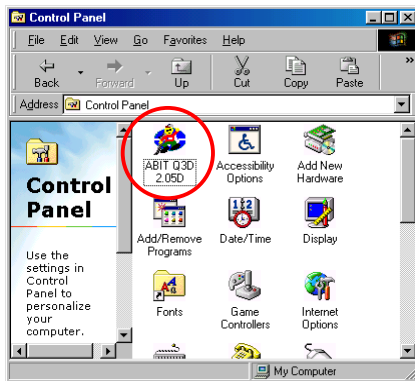 Control Panel
File Edit View Go Favorites Help
Back Forward Up Cut Copy Paste »
Address Control Panel
Control
Panel
Use the
settings in
Control
Panel to
personalize
your
computer.
ABIT Q3D
2.05D
Accessibility
Options
Add New
Hardware
Add/Remove
Programs
Date/Time
Display
Fonts
Game
Controllers
Internet
Options
My Computer